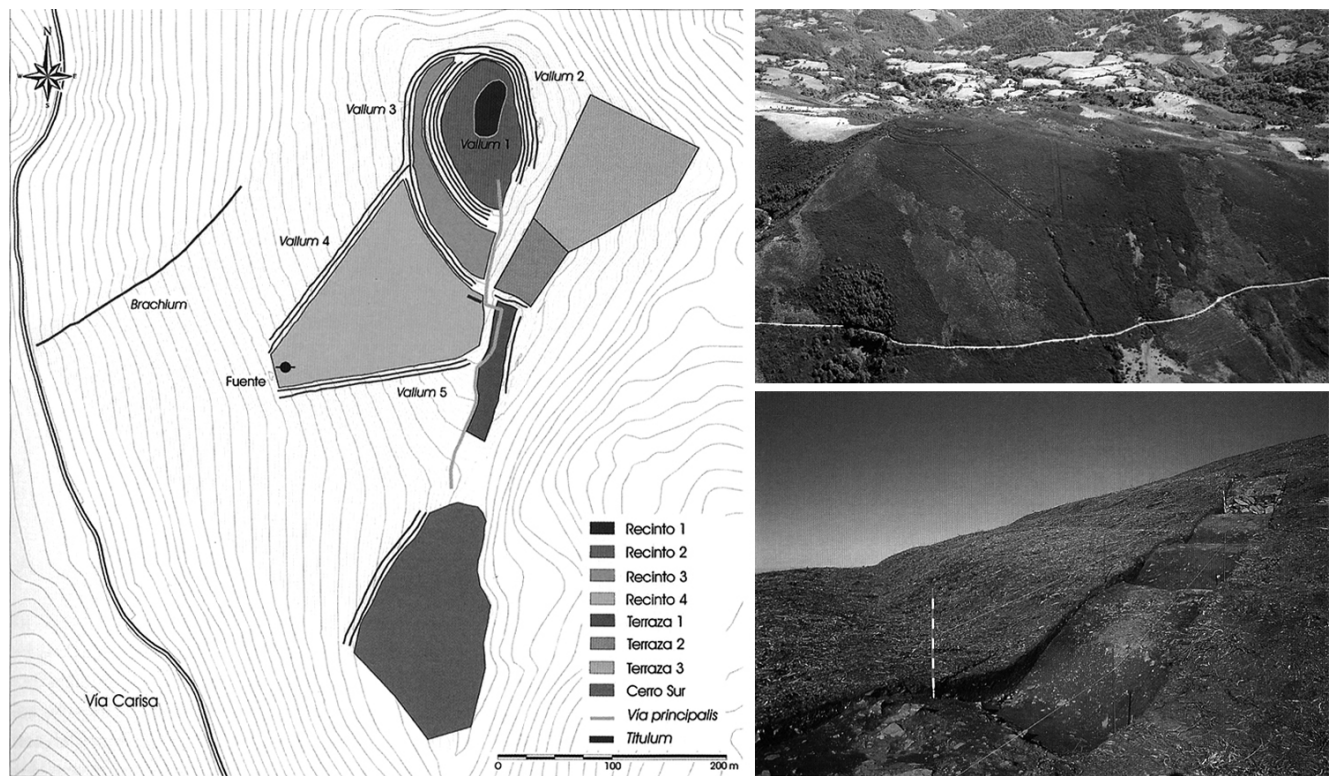 N
Vallum 2
Vallum 3
Vallum 1
Vallum 4
Brachium
Fuente
Vallum 5
Recinto 1
Recinto 2
Recinto 3
Recinto 4
Terraza 1
Terraza 2
Terraza 3
Cerro Sur
Vía principalis
Titulum
Vía Carisa
0 100 200 m